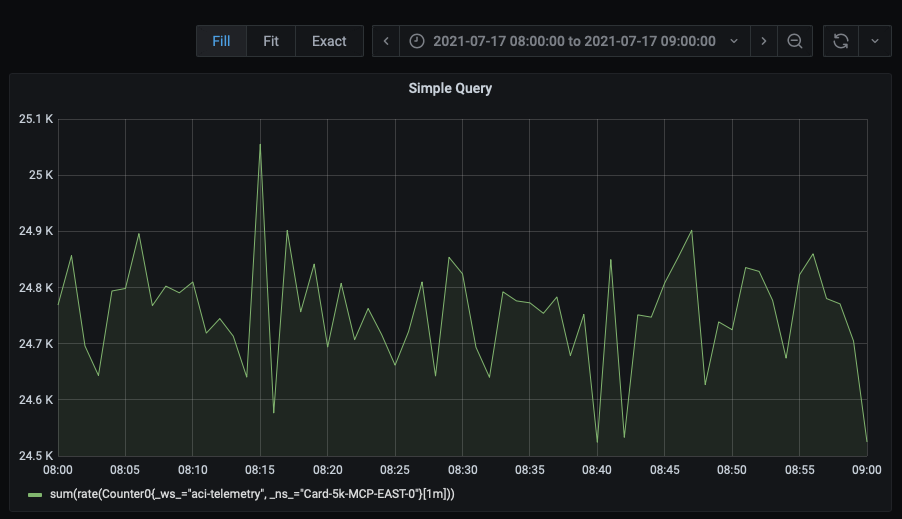 Fill Fit Exact 2021-07-17 08:00:00 to 2021-07-17 09:00:00
Simple Query
25.1 K
25 K
24.9 K
24.8 K
24.7 K
24.6 K
24.5 K
08:00 08:05 08:10 08:15 08:20 08:25 08:30 08:35 08:40 08:45 08:50 08:55 09:00
sum(rate(Counter0{_ws_="aci-telemetry", _ns_="Card-5k-MCP-EAST-0"}[1m]))